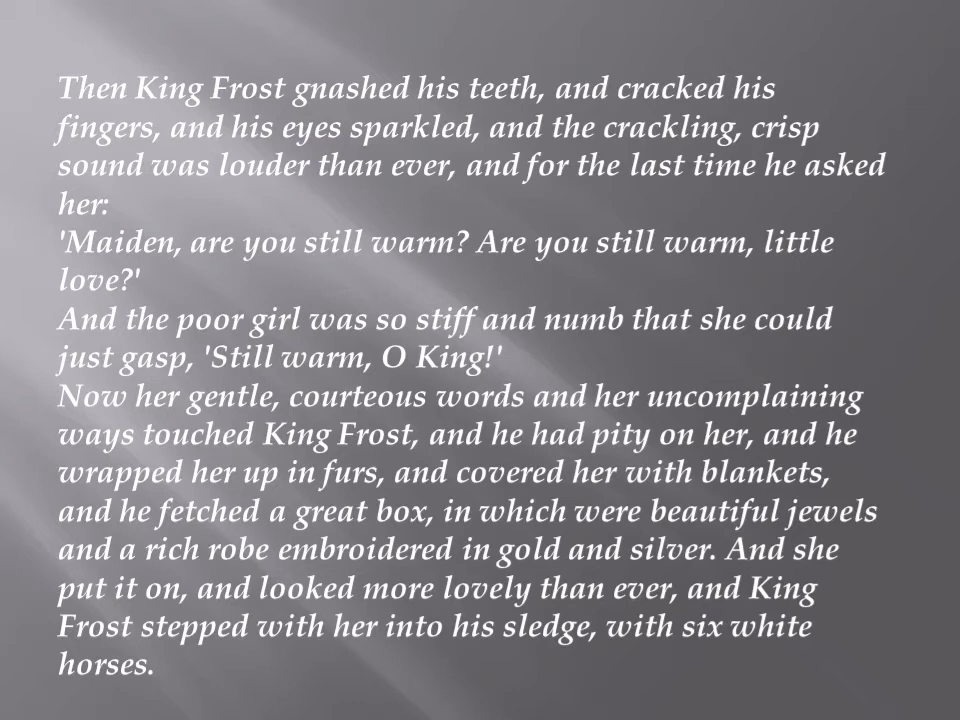 Then King Frost gnashed his teeth, and cracked his
fingers, and his eyes sparkled, and the crackling, crisp
sound was louder than ever, and for the last time he asked
her:
'Maiden, are you still warm? Are you still warm, little
love?'
And the poor girl was so stiff and numb that she could
just gasp, 'Still warm, O King!'
Now her gentle, courteous words and her uncomplaining
ways touched King Frost, and he had pity on her, and he
wrapped her up in furs, and covered her with blankets,
and he fetched a great box, in which were beautiful jewels
and a rich robe embroidered in gold and silver. And she
put it on, and looked more lovely than ever, and King
Frost stepped with her into his sledge, with six white
horses.